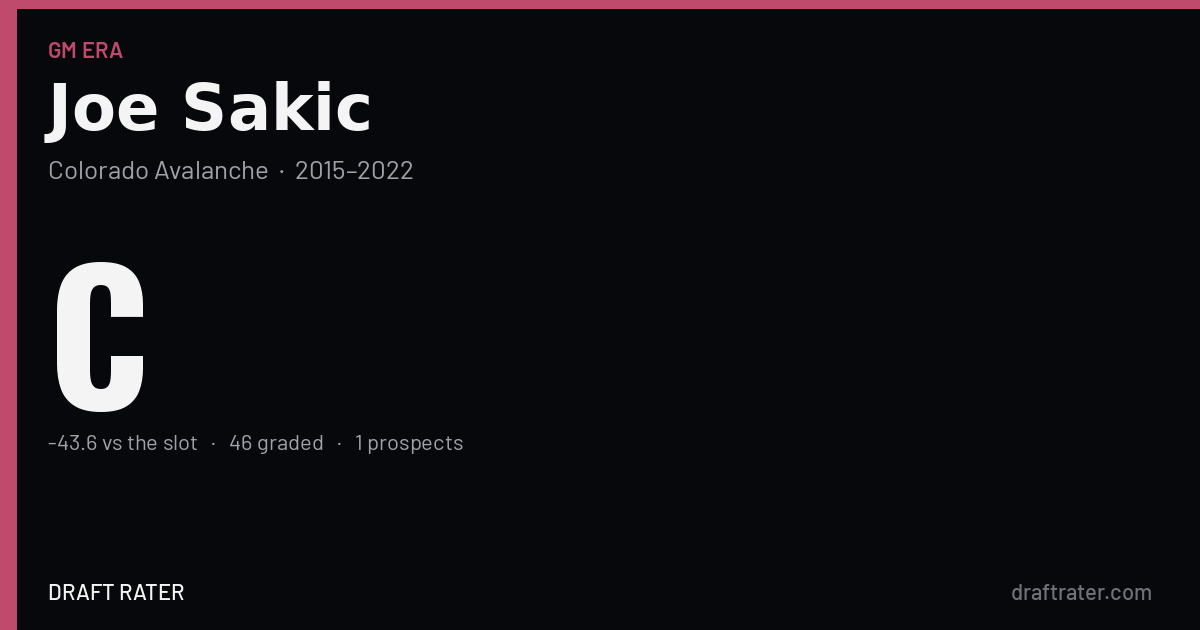 GM ERA
Joe Sakic
Colorado Avalanche · 2015–2022
C
-43.6 vs the slot · 46 graded · 1 prospects
DRAFT RATER
draftrater.com